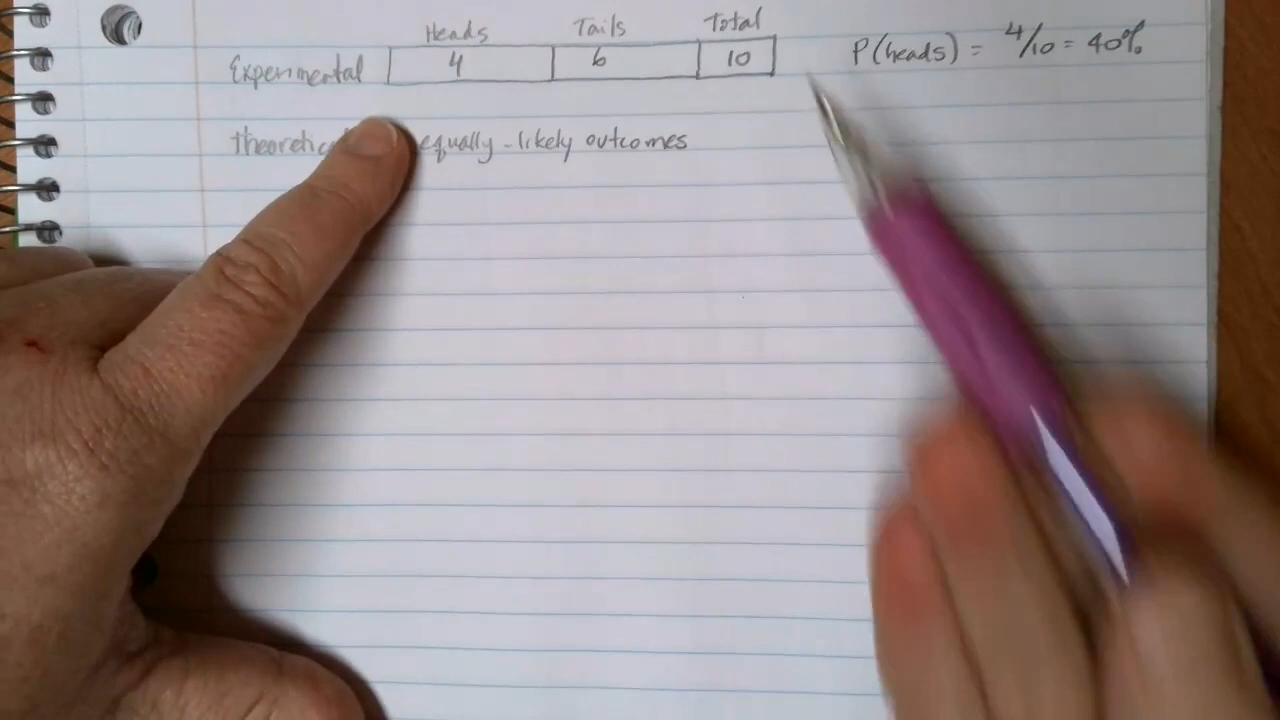 Heads Tails Total
Experimental 4 6 10 P(heads) = 4/10 = 40%
equally-likely outcomes